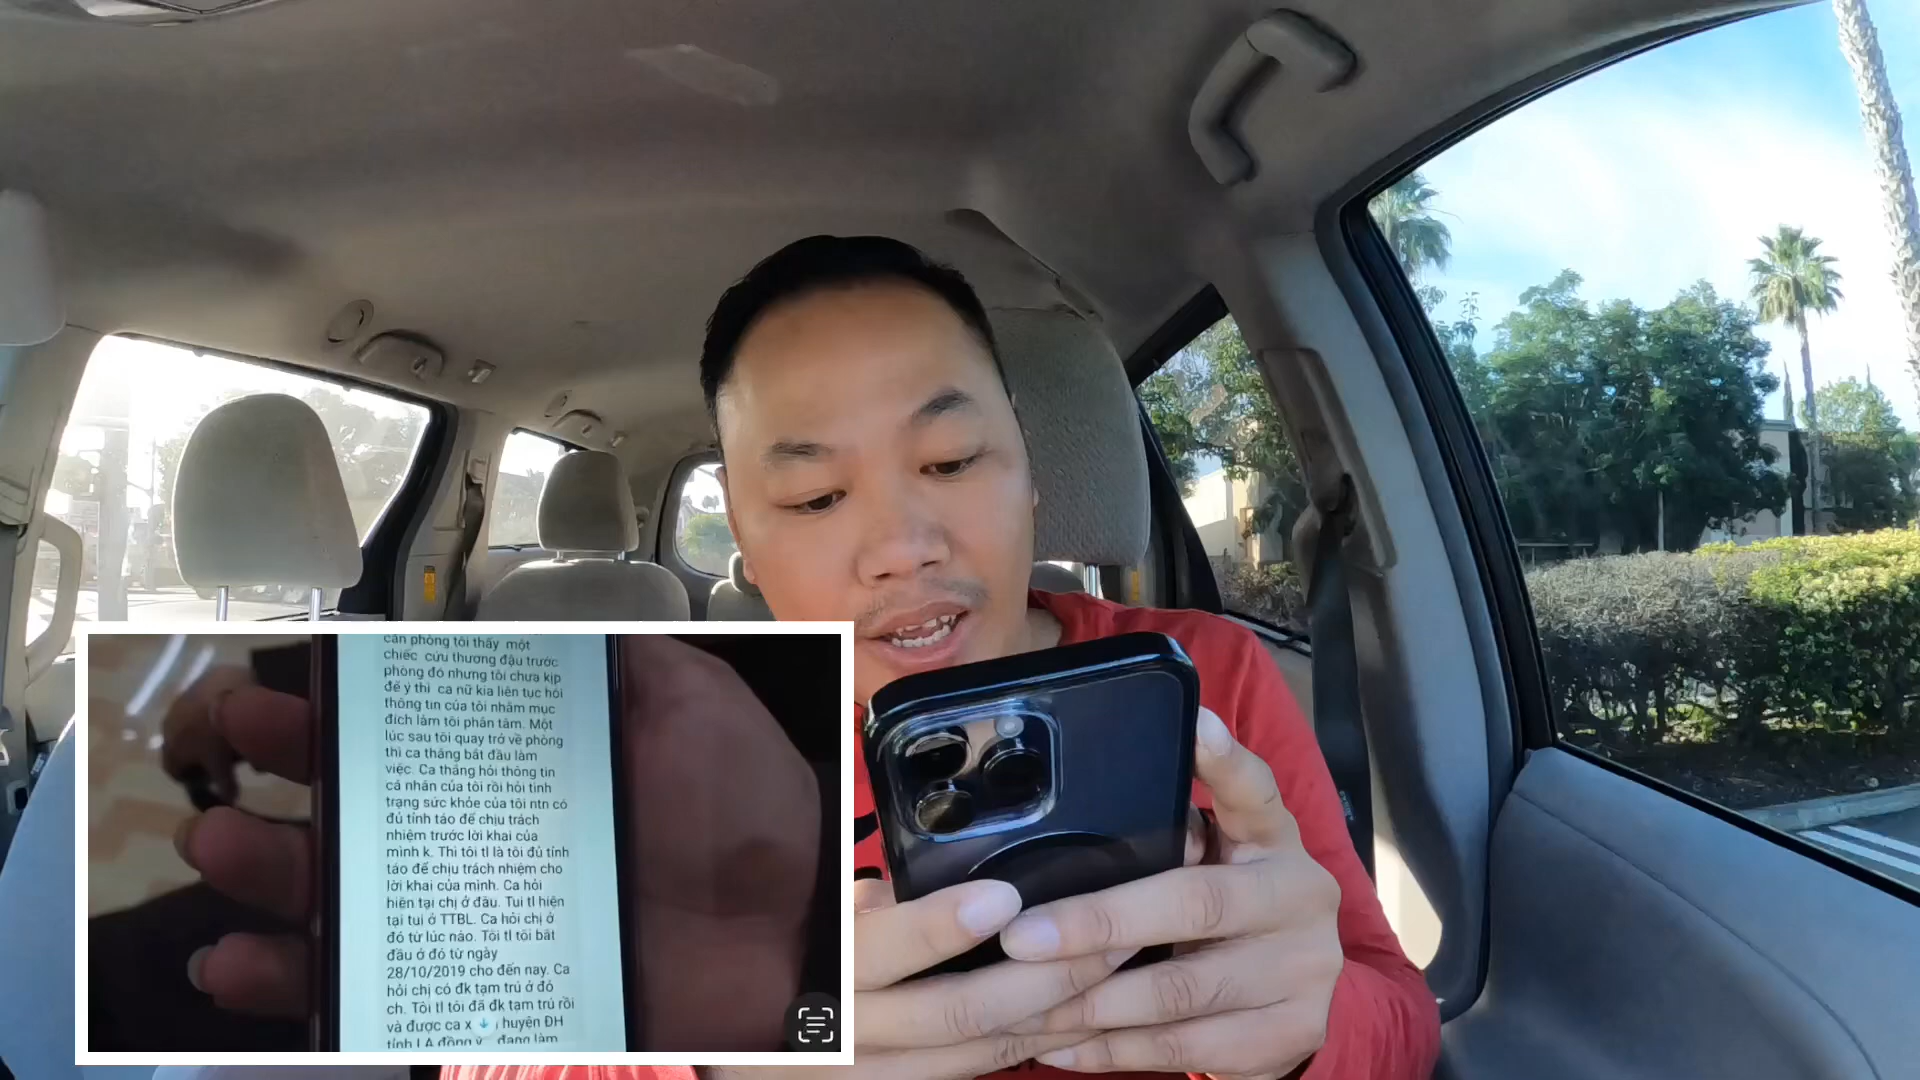 căn phòng tôi thấy một
chiếc cứu thương đậu trước
phòng đó nhưng tôi chưa kịp
để ý thì ca nữ kia liên tục hỏi
thông tin của tôi nhằm mục
đích làm tôi phân tâm. Một
lúc sau tôi quay trở về phòng
thì ca thăng bắt đầu làm
việc. Ca thăng hỏi thông tin
cá nhân của tôi rồi hỏi tình
trạng sức khỏe của tôi ntn có
đủ tỉnh táo để chịu trách
nhiệm trước lời khai của
mình k. Thì tôi tl là tôi đủ tỉnh
táo để chịu trách nhiệm cho
lời khai của mình. Ca hỏi
hiện tại chị ở đâu. Tui tl hiện
tại tui ở TTBL. Ca hỏi chị ở
đó từ lúc nào. Tôi tl tôi bắt
đầu ở đó từ ngày
28/10/2019 cho đến nay. Ca
hỏi chị có đk tạm trú ở đó
ch. Tôi tl tôi đã đk tạm trú rồi
và được ca x huyện ĐH
tỉnh LA đồng ý đang làm